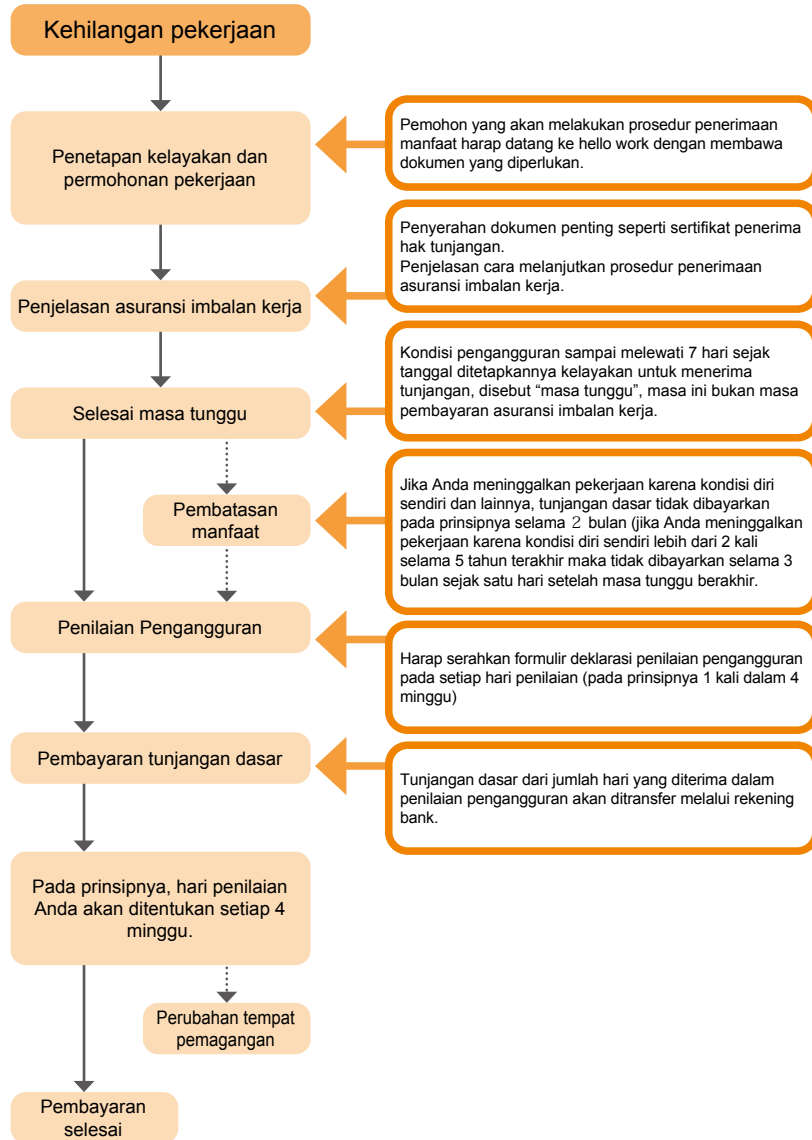 Kehilangan pekerjaan
Penetapan kelayakan dan
permohonan pekerjaan
Pemohon yang akan melakukan prosedur penerimaan
manfaat harap datang ke hello work dengan membawa
dokumen yang diperlukan.
Penjelasan asuransi imbalan kerja
Penyerahan dokumen penting seperti sertifikat penerima
hak tunjangan.
Penjelasan cara melanjutkan prosedur penerimaan
asuransi imbalan kerja.
Selesai masa tunggu
Kondisi pengangguran sampai melewati 7 hari sejak
tanggal ditetapkannya kelayakan untuk menerima
tunjangan, disebut “masa tunggu”, masa ini bukan masa
pembayaran asuransi imbalan kerja.
Pembatasan
manfaat
Jika Anda meninggalkan pekerjaan karena kondisi diri
sendiri dan lainnya, tunjangan dasar tidak dibayarkan
pada prinsipnya selama ２ bulan (jika Anda meninggalkan
pekerjaan karena kondisi diri sendiri lebih dari 2 kali
selama 5 tahun terakhir maka tidak dibayarkan selama 3
bulan sejak satu hari setelah masa tunggu berakhir.
Penilaian Pengangguran
Harap serahkan formulir deklarasi penilaian pengangguran
pada setiap hari penilaian (pada prinsipnya 1 kali dalam 4
minggu)
Pembayaran tunjangan dasar
Tunjangan dasar dari jumlah hari yang diterima dalam
penilaian pengangguran akan ditransfer melalui rekening
bank.
Pada prinsipnya, hari penilaian
Anda akan ditentukan setiap 4
minggu.
Perubahan tempat
pemagangan
Pembayaran
selesai